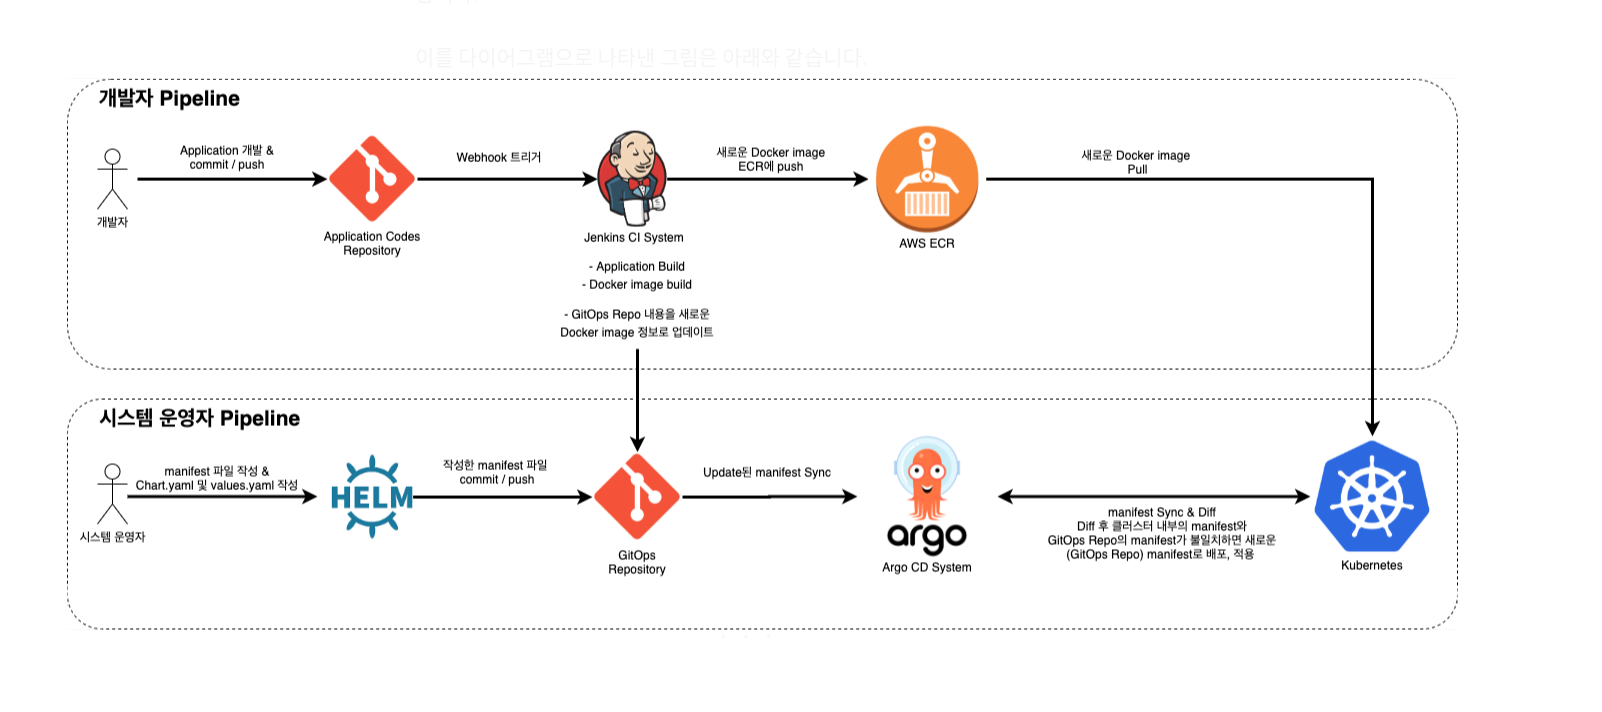 이를 다이어그램으로 나타낸 그림은 아래와 같습니다.
개발자 Pipeline
Application 개발 &
commit / push
Webhook 트리거
새로운 Docker image
ECR에 push
새로운 Docker image
Pull
개발자
Application Codes
Repository
Jenkins CI System
AWS ECR
- Application Build
- Docker image build
- GitOps Repo 내용을 새로운
Docker image 정보로 업데이트
시스템 운영자 Pipeline
manifest 파일 작성 &
Chart.yaml 및 values.yaml 작성
HELM
작성한 manifest 파일
commit / push
Update된 manifest Sync
argo
manifest Sync & Diff
Diff 후 클러스터 내부의 manifest와
GitOps Repo의 manifest가 불일치하면 새로운
(GitOps Repo) manifest로 배포, 적용
시스템 운영자
GitOps
Repository
Argo CD System
Kubernetes